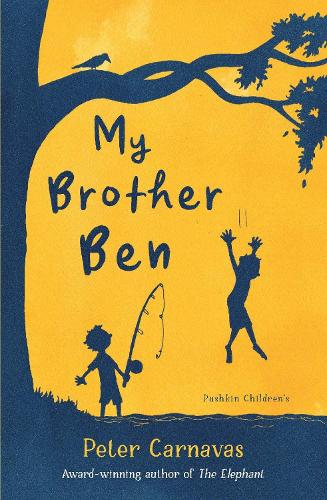 My
Brother
Ben
Pushkin Children's
Peter Carnavas
Award-winning author of The Elephant